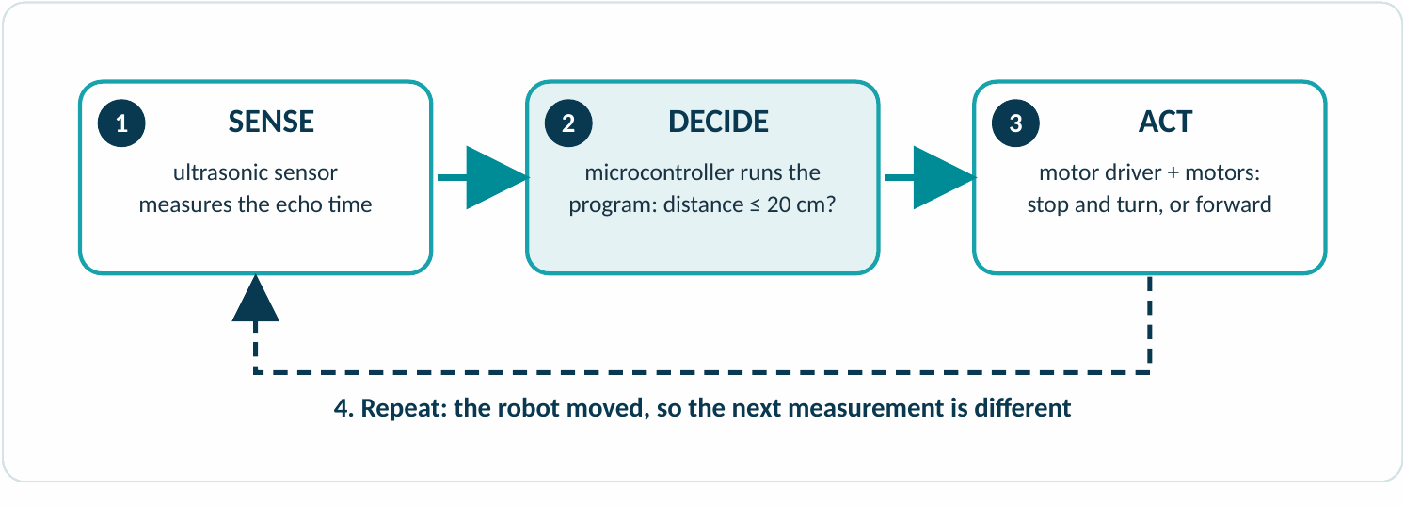 1 SENSE
ultrasonic sensor
measures the echo time
2 DECIDE
microcontroller runs the
program: distance ≤ 20 cm?
3 ACT
motor driver + motors:
stop and turn, or forward
4. Repeat: the robot moved, so the next measurement is different